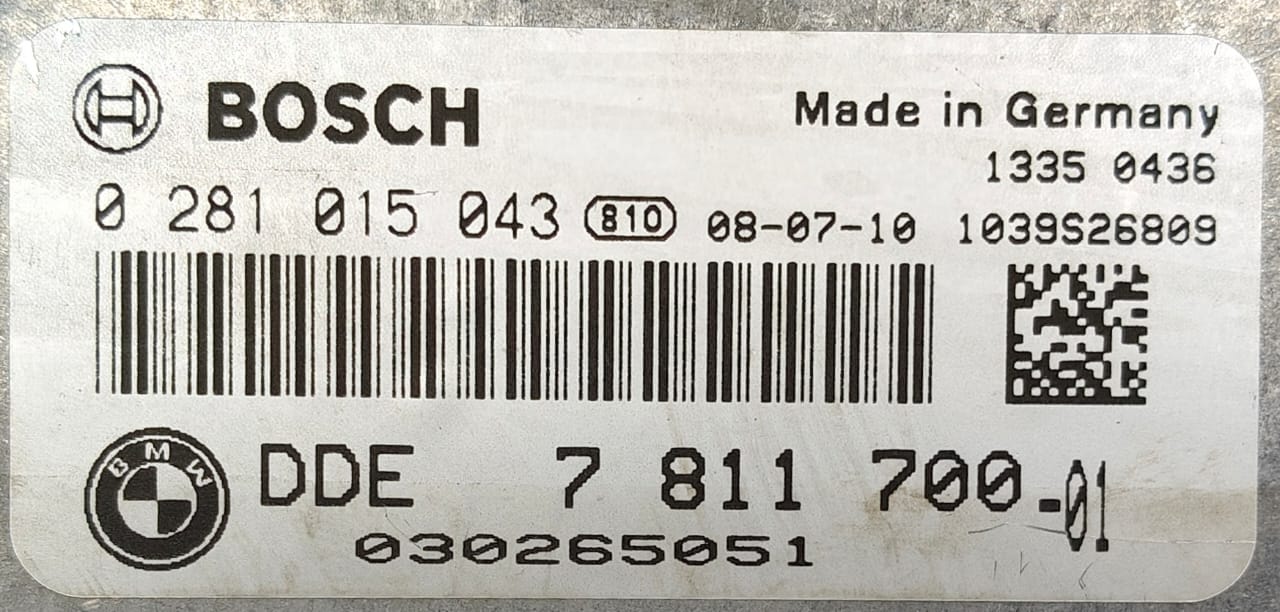 BOSCH
Made in Germany
1335 0436
0 281 015 043 810 08-07-10 1039S26809
BMW
DDE 7 811 700-01
030265051